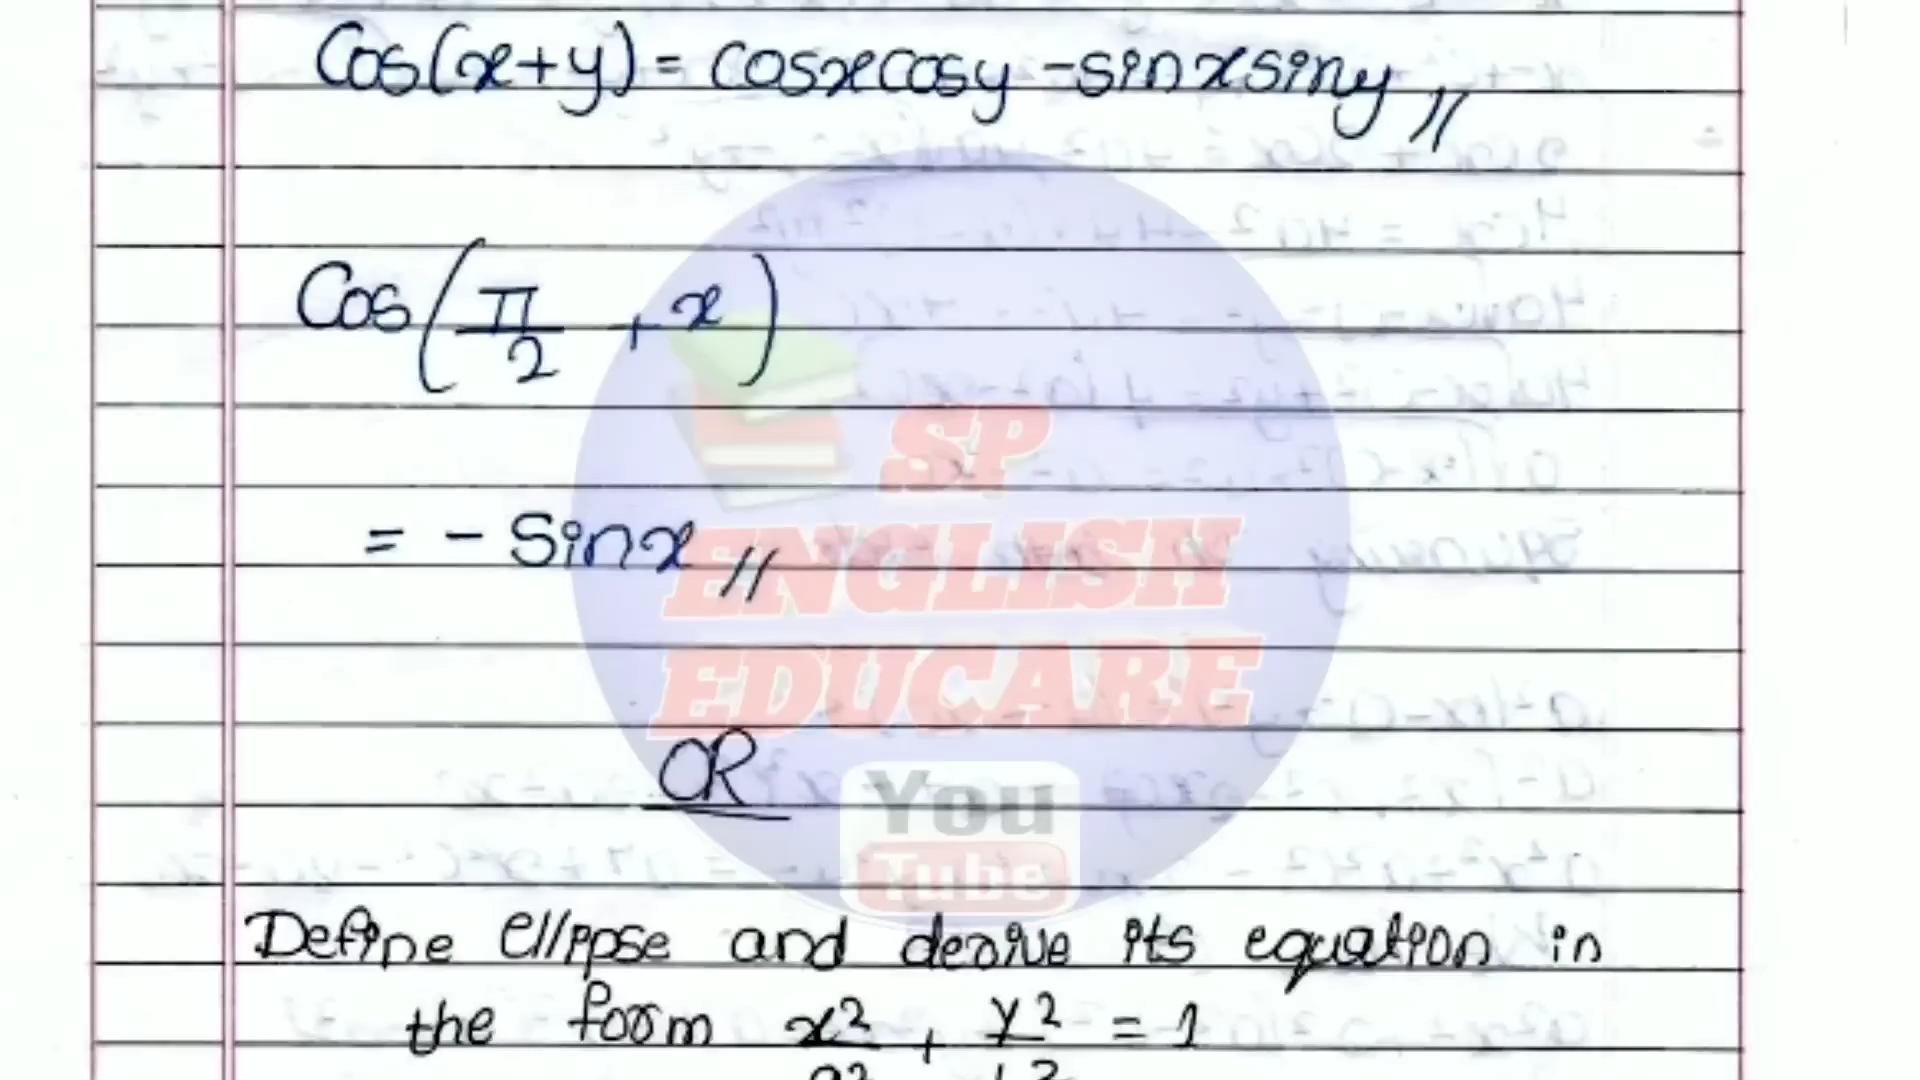 Cos(x+y) = cosxcosy -sinxsiny //
Cos(π/2 + x)
= - Sinx //
SP
ENGLISH
EDUCARE
OR
You
Tube
Define ellipse and derive its equation in
the form x²/a² + y²/b² = 1